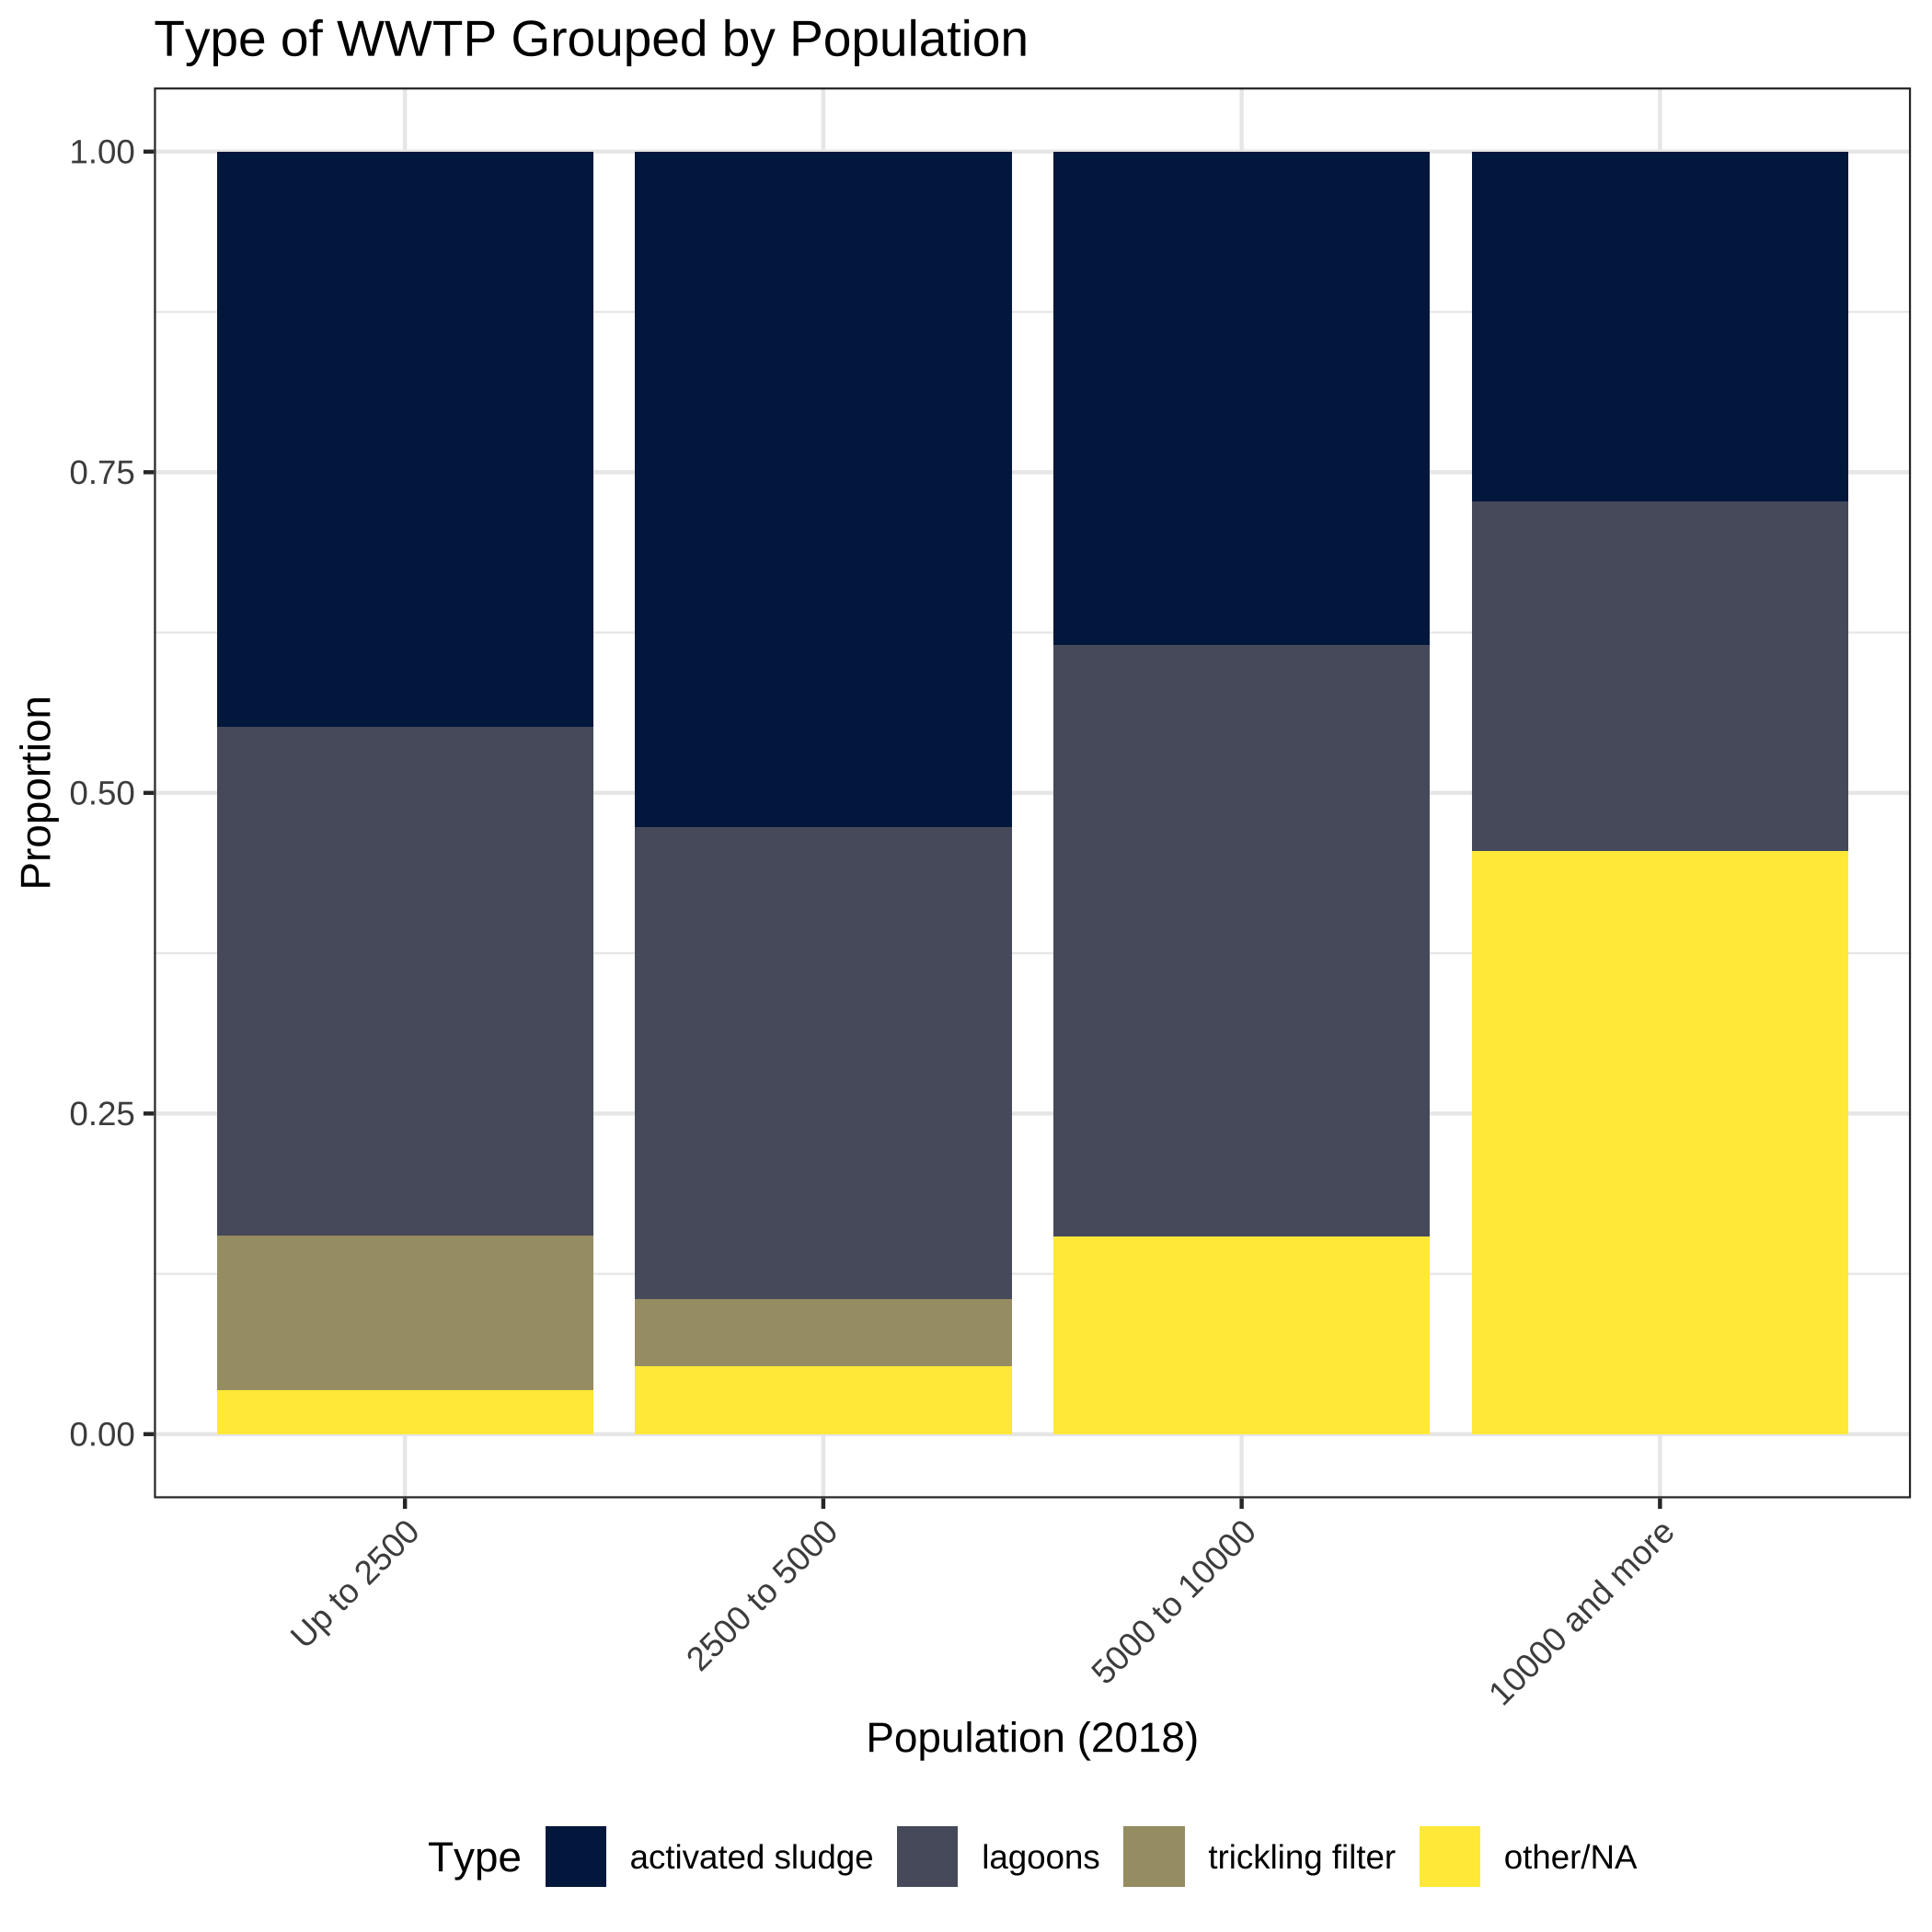 Type of WWTP Grouped by Population
1.00
0.75
0.50
0.25
0.00
Proportion
Up to 2500
2500 to 5000
5000 to 10000
10000 and more
Population (2018)
Type activated sludge lagoons trickling filter other/NA